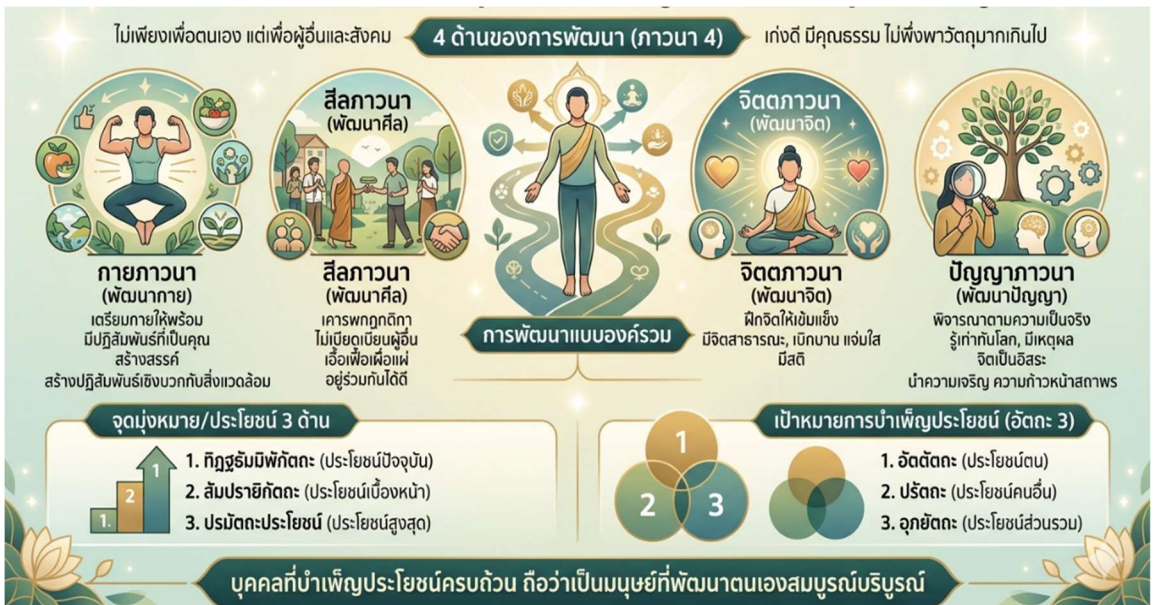 ไม่เพียงเพื่อตนเอง แต่เพื่อผู้อื่นและสังคม
4 ด้านของการพัฒนา (ภาวนา 4)
เก่งดี มีคุณธรรม ไม่พึ่งพาวัตถุมากเกินไป
กายภาวนา
(พัฒนากาย)
เตรียมกายให้พร้อม
มีปฏิสัมพันธ์ที่เป็นคุณ
สร้างสรรค์
สร้างปฏิสัมพันธ์เชิงบวกกับสิ่งแวดล้อม
สีลภาวนา
(พัฒนาศีล)
สีลภาวนา
(พัฒนาศีล)
เคารพกฎกติกา
ไม่เบียดเบียนผู้อื่น
เอื้อเฟื้อเผื่อแผ่
อยู่ร่วมกันได้ดี
การพัฒนาแบบองค์รวม
จิตตภาวนา
(พัฒนาจิต)
จิตตภาวนา
(พัฒนาจิต)
ฝึกจิตให้เข้มแข็ง
มีจิตสาธารณะ, เบิกบาน แจ่มใส
มีสติ
ปัญญาภาวนา
(พัฒนาปัญญา)
พิจารณาตามความเป็นจริง
รู้เท่าทันโลก, มีเหตุผล
จิตเป็นอิสระ
นำความเจริญ ความก้าวหน้าสถาพร
จุดมุ่งหมาย/ประโยชน์ 3 ด้าน
1.
2
1
1. ทิฏฐธัมมิพักัตถะ (ประโยชน์ปัจจุบัน)
2. สัมปรายิกัตถะ (ประโยชน์เบื้องหน้า)
3. ปรมัตถะประโยชน์ (ประโยชน์สูงสุด)
เป้าหมายการบำเพ็ญประโยชน์ (อัตถะ 3)
1
2
3
1. อัตตัตถะ (ประโยชน์ตน)
2. ปรัตถะ (ประโยชน์คนอื่น)
3. อุภยัตถะ (ประโยชน์ส่วนรวม)
บุคคลที่บำเพ็ญประโยชน์ครบถ้วน ถือว่าเป็นมนุษย์ที่พัฒนาตนเองสมบูรณ์บริบูรณ์